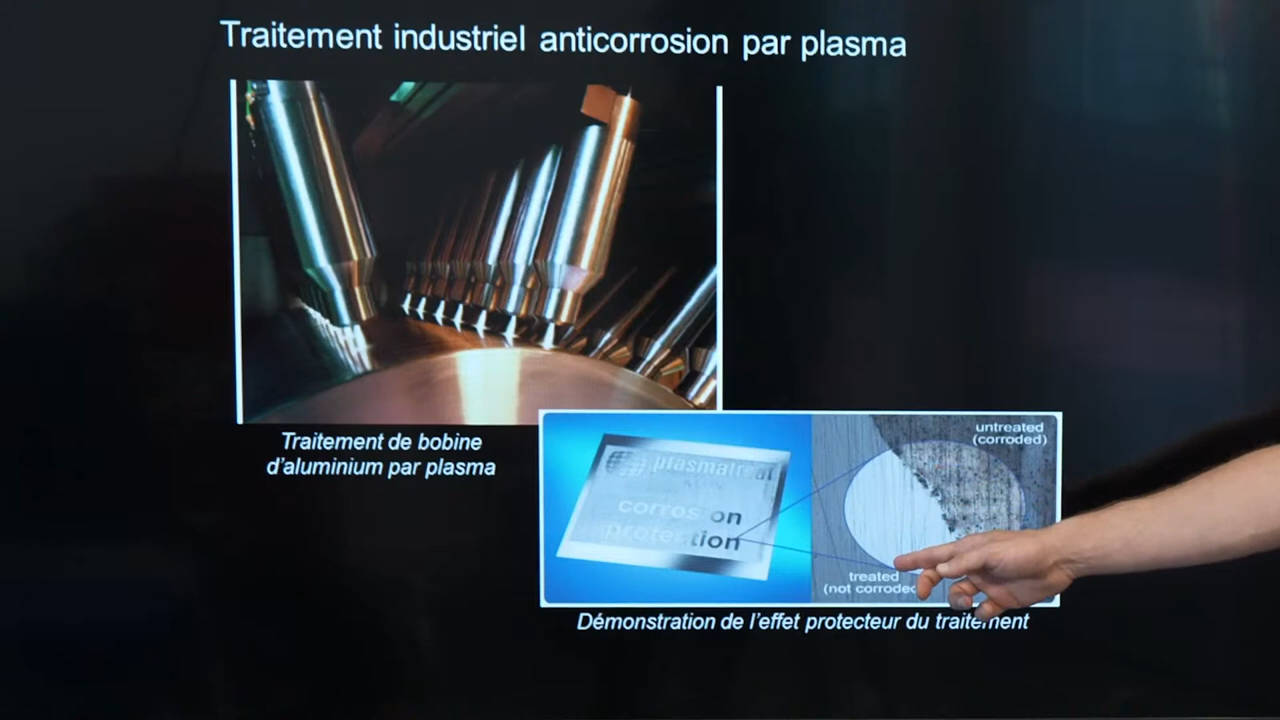 Traitement industriel anticorrosion par plasma
Traitement de bobine
d'aluminium par plasma
plasmatreat
corrosion
protection
untreated
(corroded)
treated
(not corroded
Démonstration de l'effet protecteur du traitement